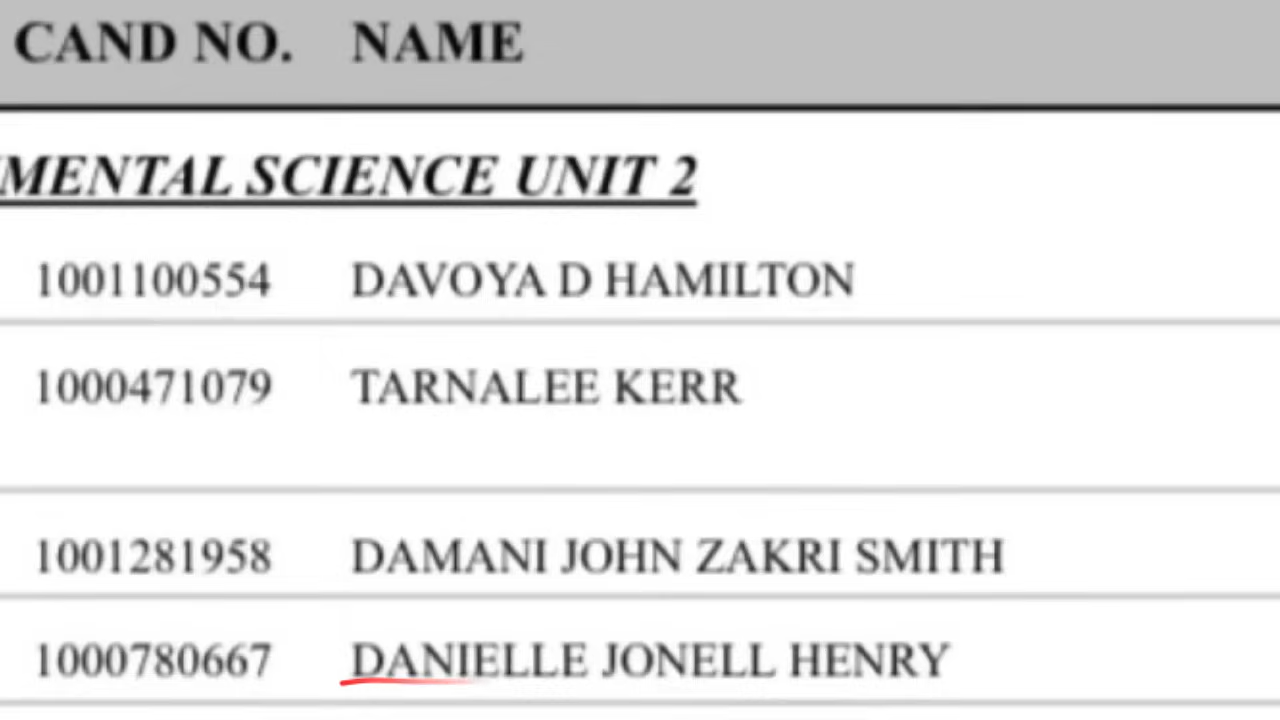 CAND NO. NAME
MENTAL SCIENCE UNIT 2
1001100554 DAVOYA D HAMILTON
1000471079 TARNALEE KERR
1001281958 DAMANI JOHN ZAKRI SMITH
1000780667 DANIELLE JONELL HENRY